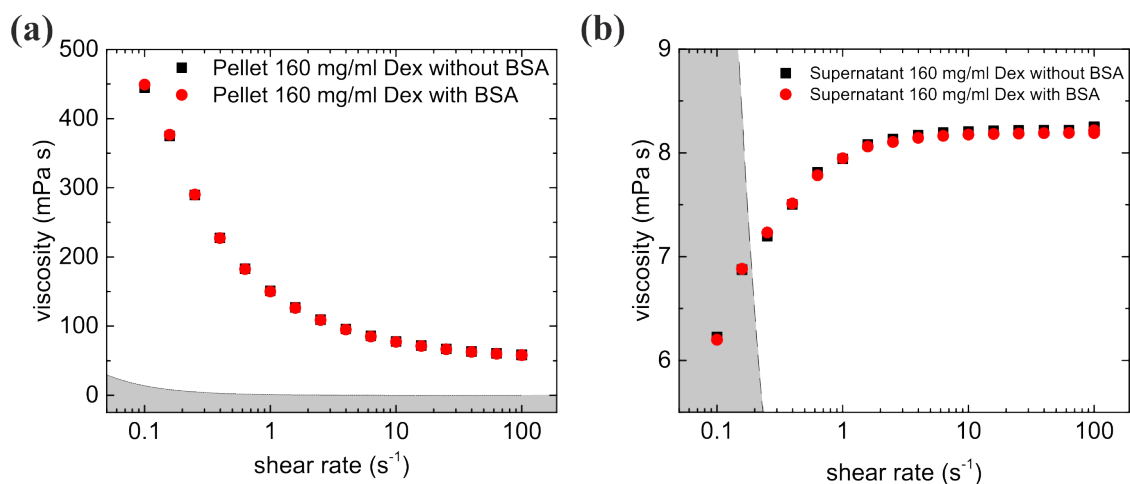 (a)
500
400
300
200
100
0
viscosity (mPa s)
Pellet 160 mg/ml Dex without BSA
Pellet 160 mg/ml Dex with BSA
0.1
1
10
100
shear rate (s⁻¹)
(b)
9
8
7
6
viscosity (mPa s)
Supernatant 160 mg/ml Dex without BSA
Supernatant 160 mg/ml Dex with BSA
0.1
1
10
100
shear rate (s⁻¹)